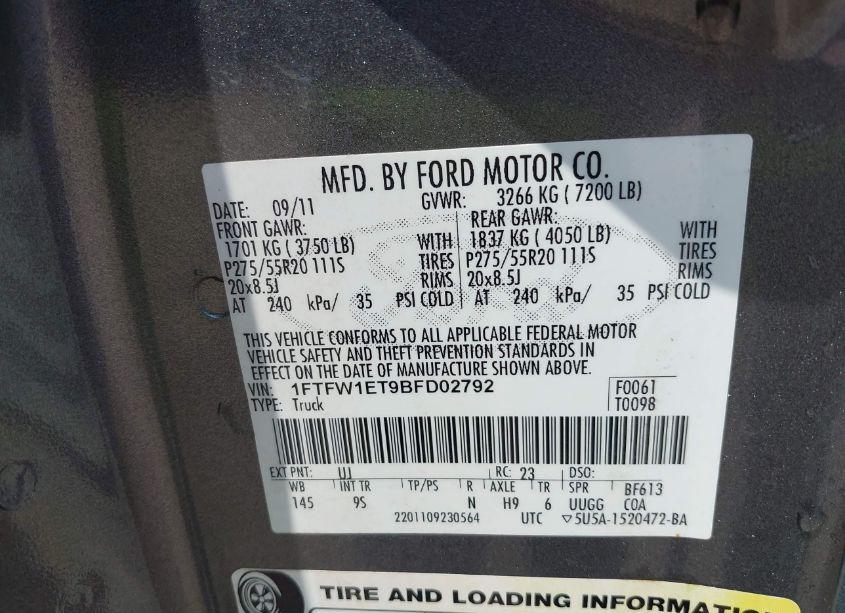 MFD. BY FORD MOTOR CO.
DATE: 09/11 GVWR: 3266 KG ( 7200 LB)
FRONT GAWR: REAR GAWR:
1701 KG ( 3750 LB) WITH 1837 KG ( 4050 LB) WITH
P275/55R20 111S TIRES P275/55R20 111S TIRES
20x8.5J RIMS 20x8.5J RIMS
AT 240 kPa/ 35 PSI COLD AT 240 kPa/ 35 PSI COLD
THIS VEHICLE CONFORMS TO ALL APPLICABLE FEDERAL MOTOR
VEHICLE SAFETY AND THEFT PREVENTION STANDARDS IN
EFFECT ON THE DATE OF MANUFACTURE SHOWN ABOVE.
VIN: 1FTFW1ET9BFD02792 F0061
TYPE: Truck T0098
EXT PNT: UJ RC: 23 DSO:
WB INT TR TP/PS R AXLE TR SPR BF613
145 9S N H9 6 UUGG COA
2201109230564 UTC ▽5U5A-1520472-BA
TIRE AND LOADING INFORMATION